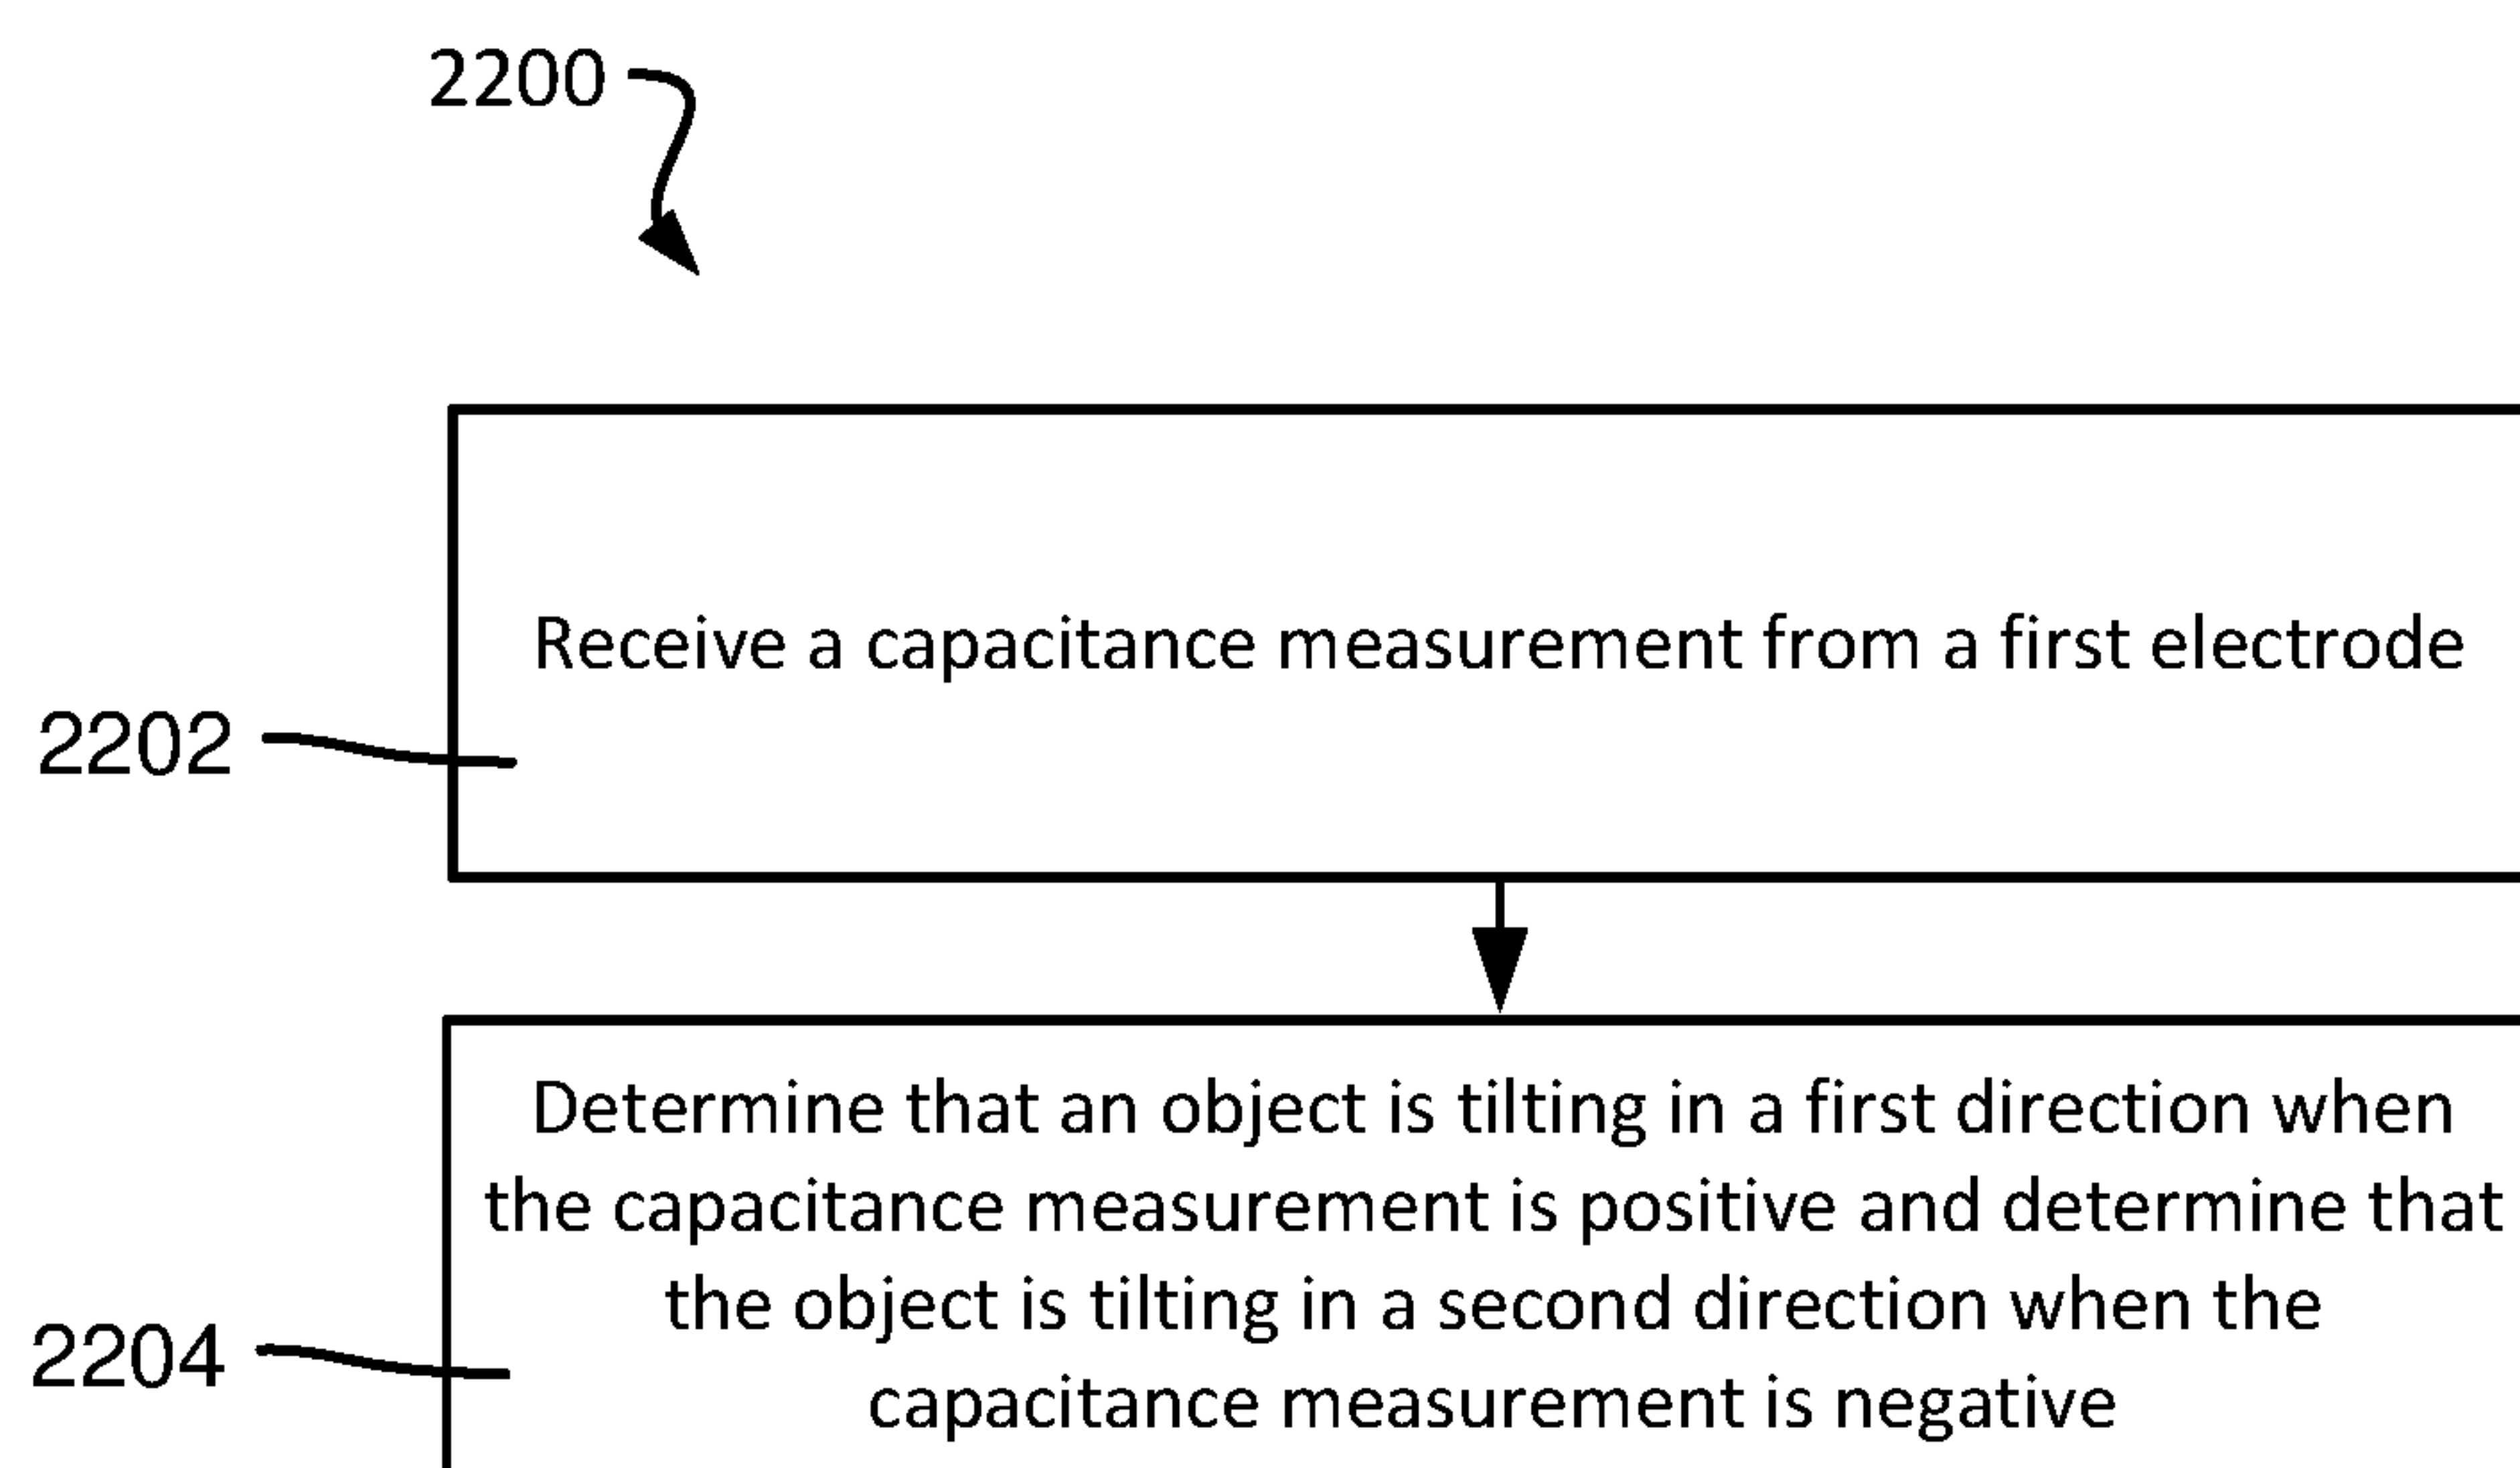 2200
Receive a capacitance measurement from a first electrode
2202
Determine that an object is tilting in a first direction when
the capacitance measurement is positive and determine that
the object is tilting in a second direction when the
2204
capacitance measurement is negative